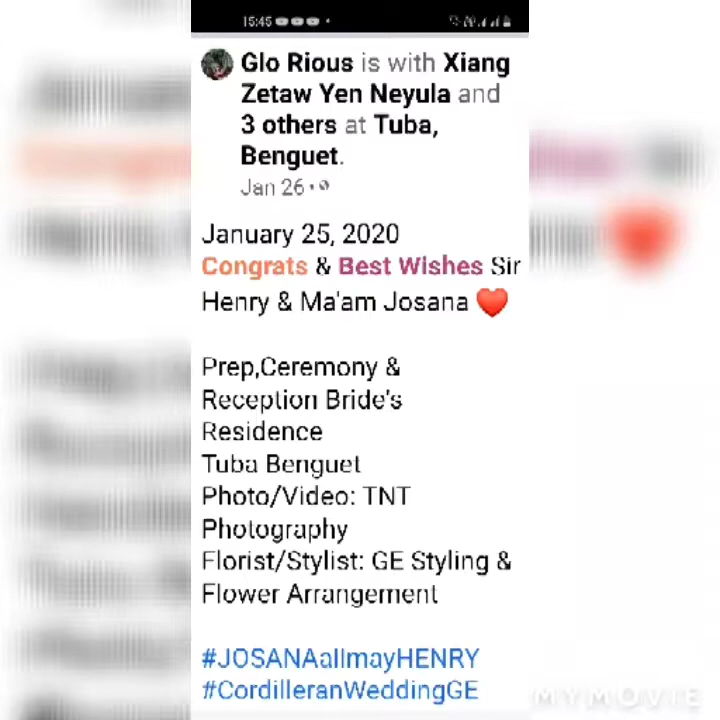 15:45
Glo Rious is with Xiang
Zetaw Yen Neyula and
3 others at Tuba,
Benguet.
Jan 26
January 25, 2020
Congrats & Best Wishes Sir
Henry & Ma'am Josana ❤️
Prep,Ceremony &
Reception Bride's
Residence
Tuba Benguet
Photo/Video: TNT
Photography
Florist/Stylist: GE Styling &
Flower Arrangement
#JOSANAallmayHENRY
#CordilleranWeddingGE
MYMOVIE